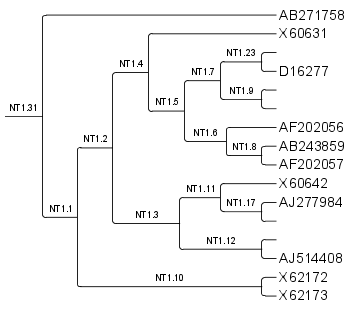 AB271758
X60631
NT1.23
NT1.4
NT1.7
D16277
NT1.9
NT1.5
NT1.31
AF202056
NT1.6
NT1.2
AB243859
NT1.8
AF202057
X60642
NT1.11
NT1.17
AJ277984
NT1.1
NT1.3
NT1.12
AJ514408
X62172
NT1.10
X62173